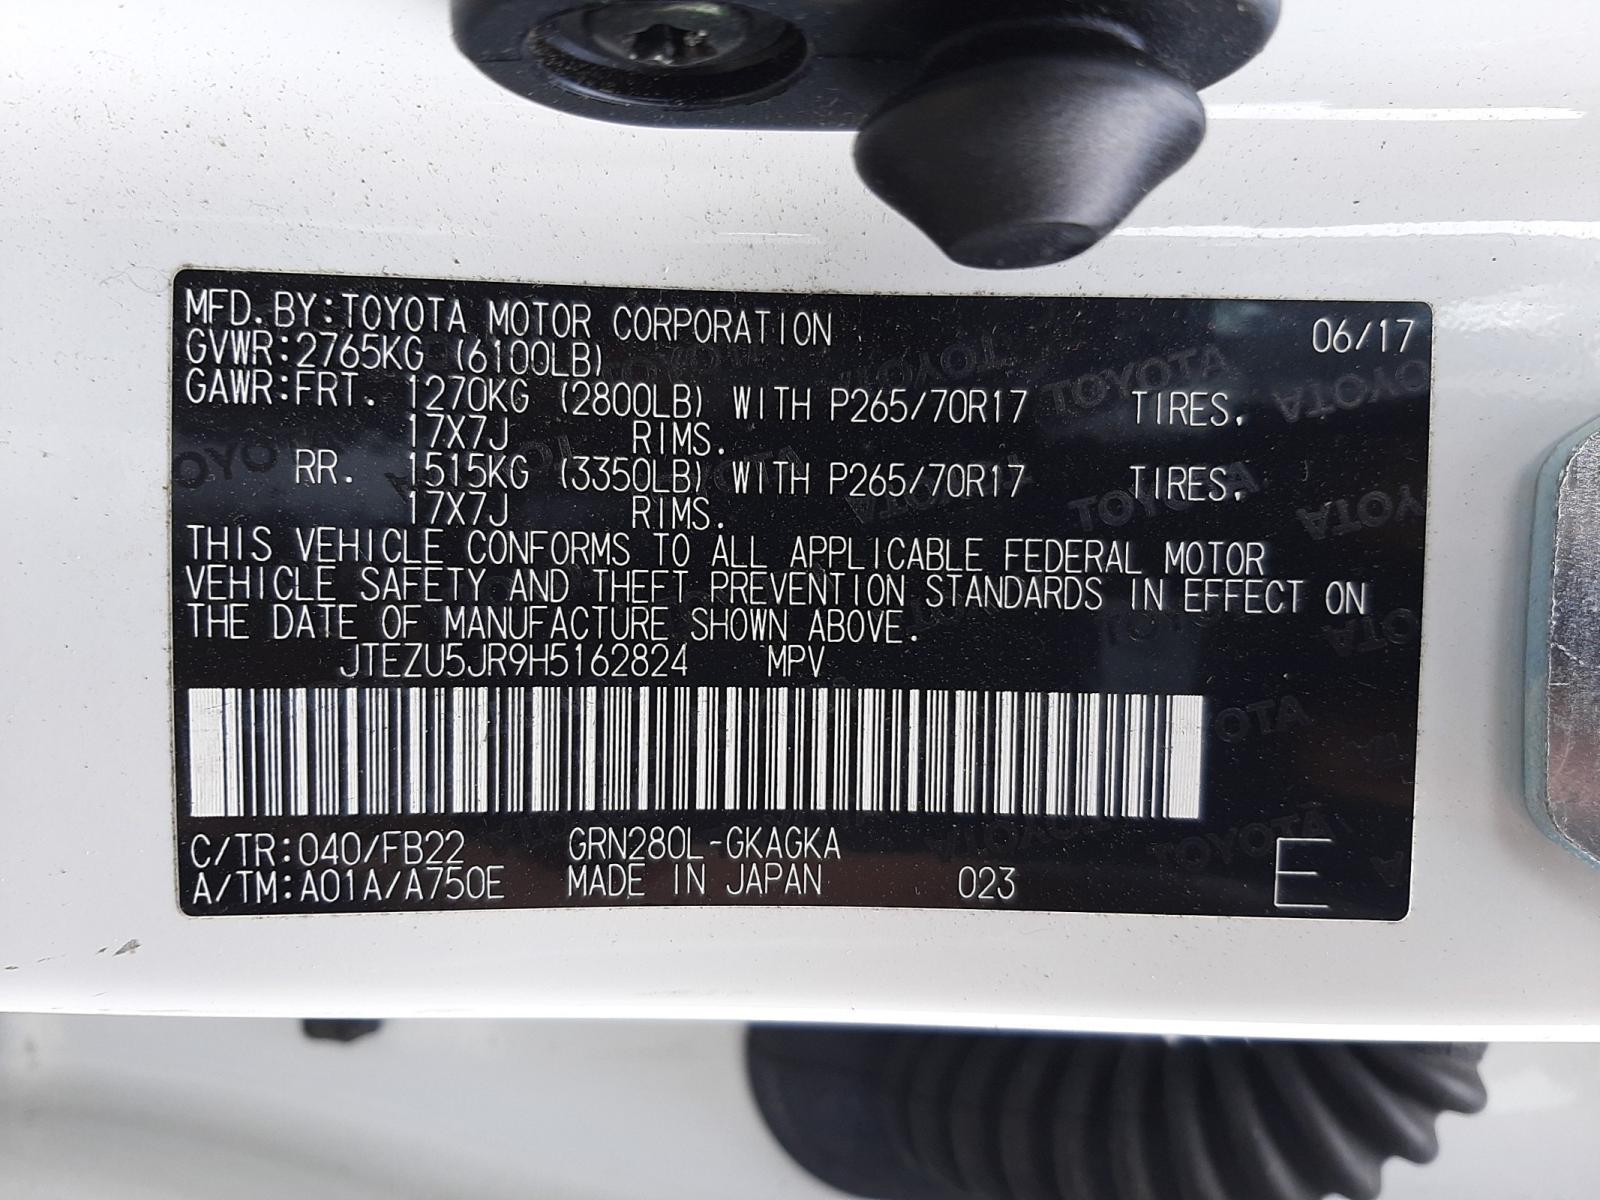 MFD.BY:TOYOTA MOTOR CORPORATION 06/17
GVWR:2765KG (6100LB)
GAWR:FRT. 1270KG (2800LB) WITH P265/70R17 TIRES.
17X7J RIMS.
RR. 1515KG (3350LB) WITH P265/70R17 TIRES.
17X7J RIMS.
THIS VEHICLE CONFORMS TO ALL APPLICABLE FEDERAL MOTOR
VEHICLE SAFETY AND THEFT PREVENTION STANDARDS IN EFFECT ON
THE DATE OF MANUFACTURE SHOWN ABOVE.
JTEZU5JR9H5162824 MPV
C/TR:040/FB22 GRN280L-GKAGKA
A/TM:A01A/A750E MADE IN JAPAN 023 E